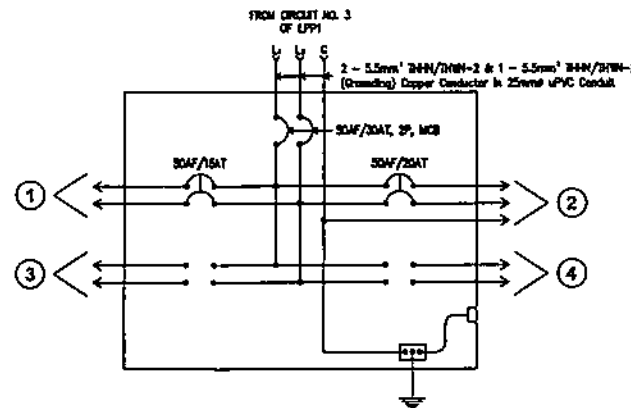 FROM CIRCUIT NO. 3
OF LPP1
L₁ L₂ G
2 - 5.5mm² THHN/THWN-2 & 1 - 5.5mm² THHN/THWN-2
(Grounding) Copper Conductor in 25mmø uPVC Conduit
50AF/30AT, 2P, MCB
50AF/15AT
50AF/20AT
1
2
3
4